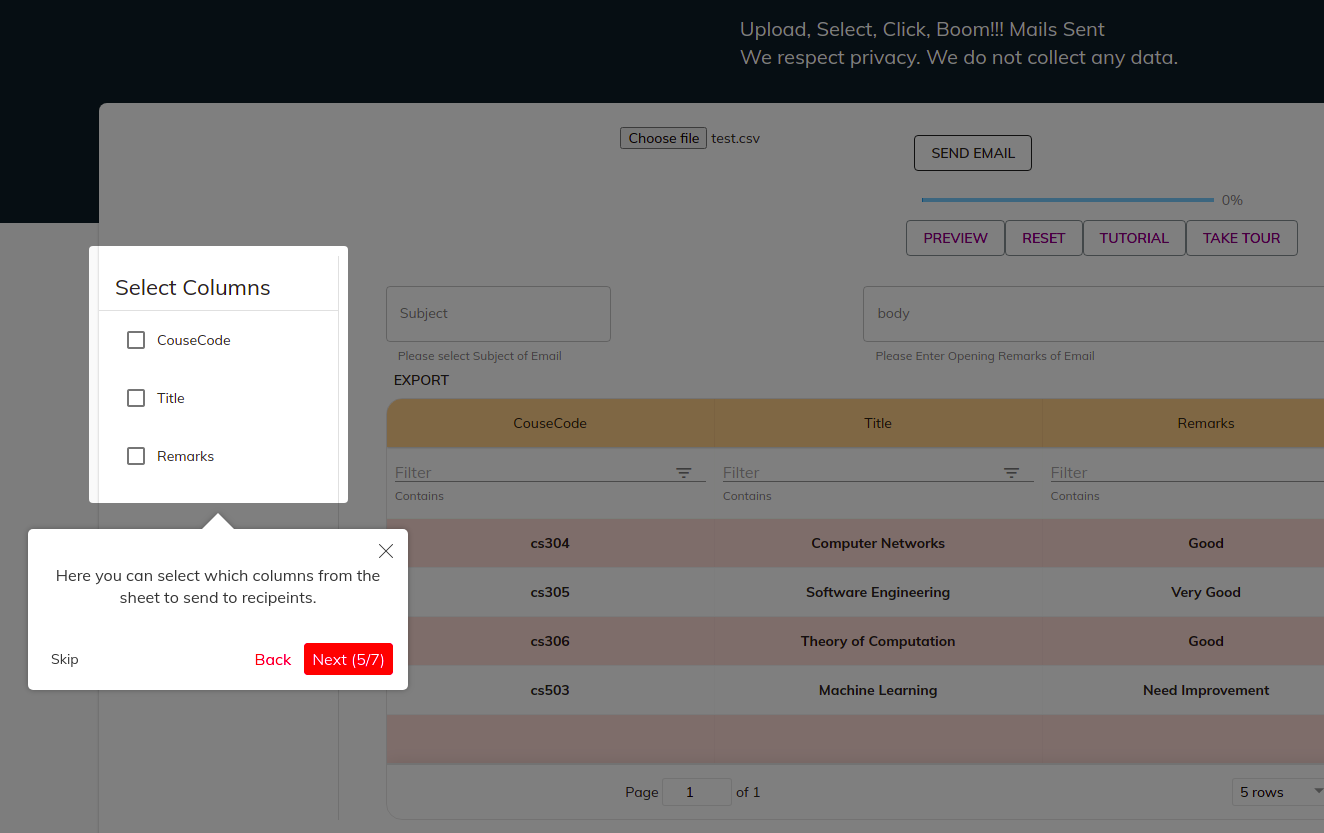 Upload, Select, Click, Boom!!! Mails Sent
We respect privacy. We do not collect any data.
Choose file test.csv
SEND EMAIL
0%
PREVIEW RESET TUTORIAL TAKE TOUR
Select Columns
CouseCode
Title
Remarks
Subject
Please select Subject of Email
body
Please Enter Opening Remarks of Email
EXPORT
CouseCode Title Remarks
Filter Filter Filter
Contains Contains Contains
cs304 Computer Networks Good
cs305 Software Engineering Very Good
cs306 Theory of Computation Good
cs503 Machine Learning Need Improvement
Here you can select which columns from the
sheet to send to recipeints.
Skip Back Next (5/7)
Page 1 of 1
5 rows